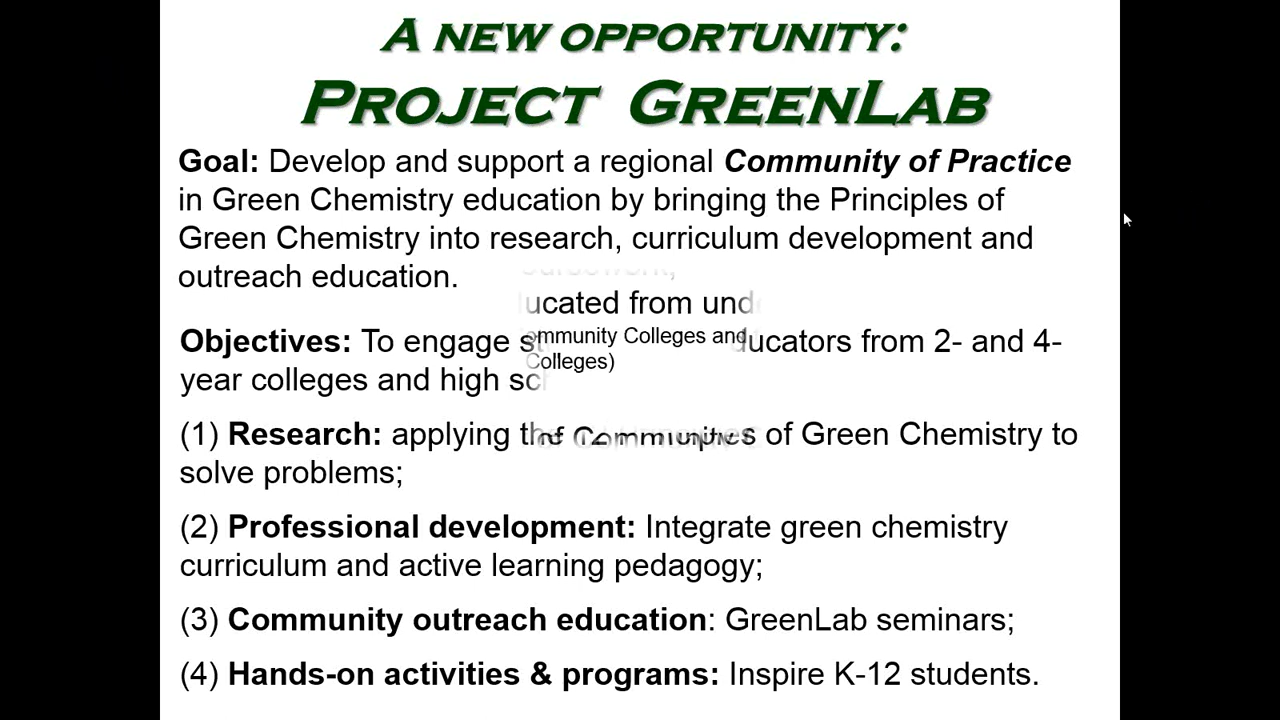 A NEW OPPORTUNITY:
PROJECT GREENLAB
Goal: Develop and support a regional Community of Practice
in Green Chemistry education by bringing the Principles of
Green Chemistry into research, curriculum development and
outreach education.
ucated from und
Objectives: To engage ducators from 2- and 4-
ommunity Colleges and
Colleges)
year colleges and high
(1) Research: applying of Green Chemistry to
of Communities
solve problems;
(2) Professional development: Integrate green chemistry
curriculum and active learning pedagogy;
(3) Community outreach education: GreenLab seminars;
(4) Hands-on activities & programs: Inspire K-12 students.